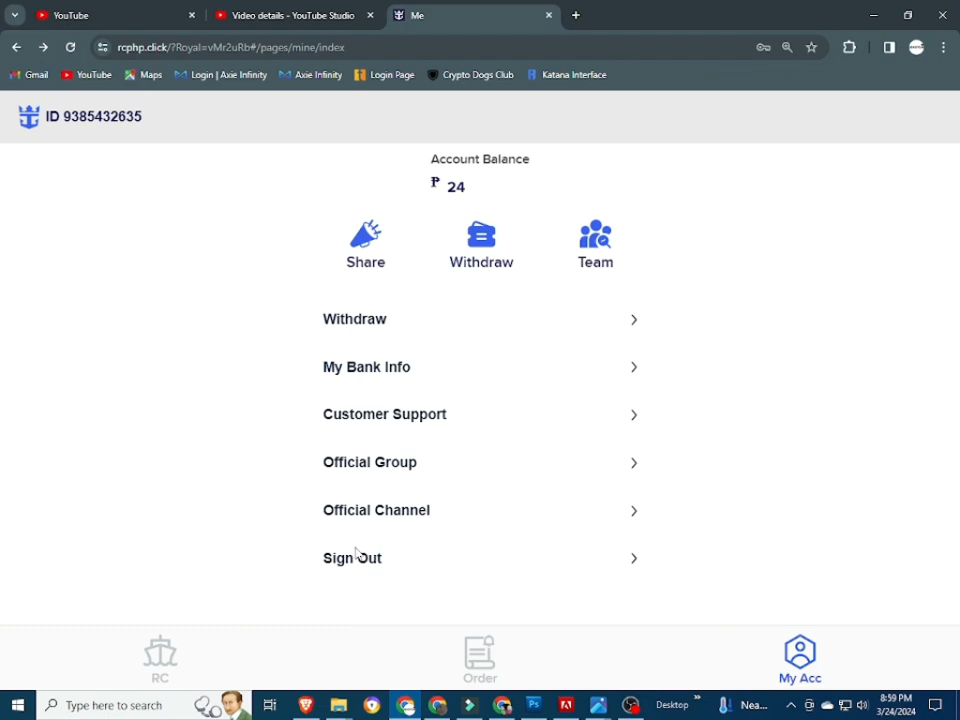 YouTube
Video details - YouTube Studio
Me
rcphp.click/?Royal=vMr2uRb#/pages/mine/index
Gmail
YouTube
Maps
Login | Axie Infinity
Axie Infinity
Login Page
Crypto Dogs Club
Katana Interface
ID 9385432635
Account Balance
₱ 24
Share
Withdraw
Team
Withdraw
My Bank Info
Customer Support
Official Group
Official Channel
Sign Out
RC
Order
My Acc
Type here to search
Desktop
Nea...
8:59 PM
3/24/2024